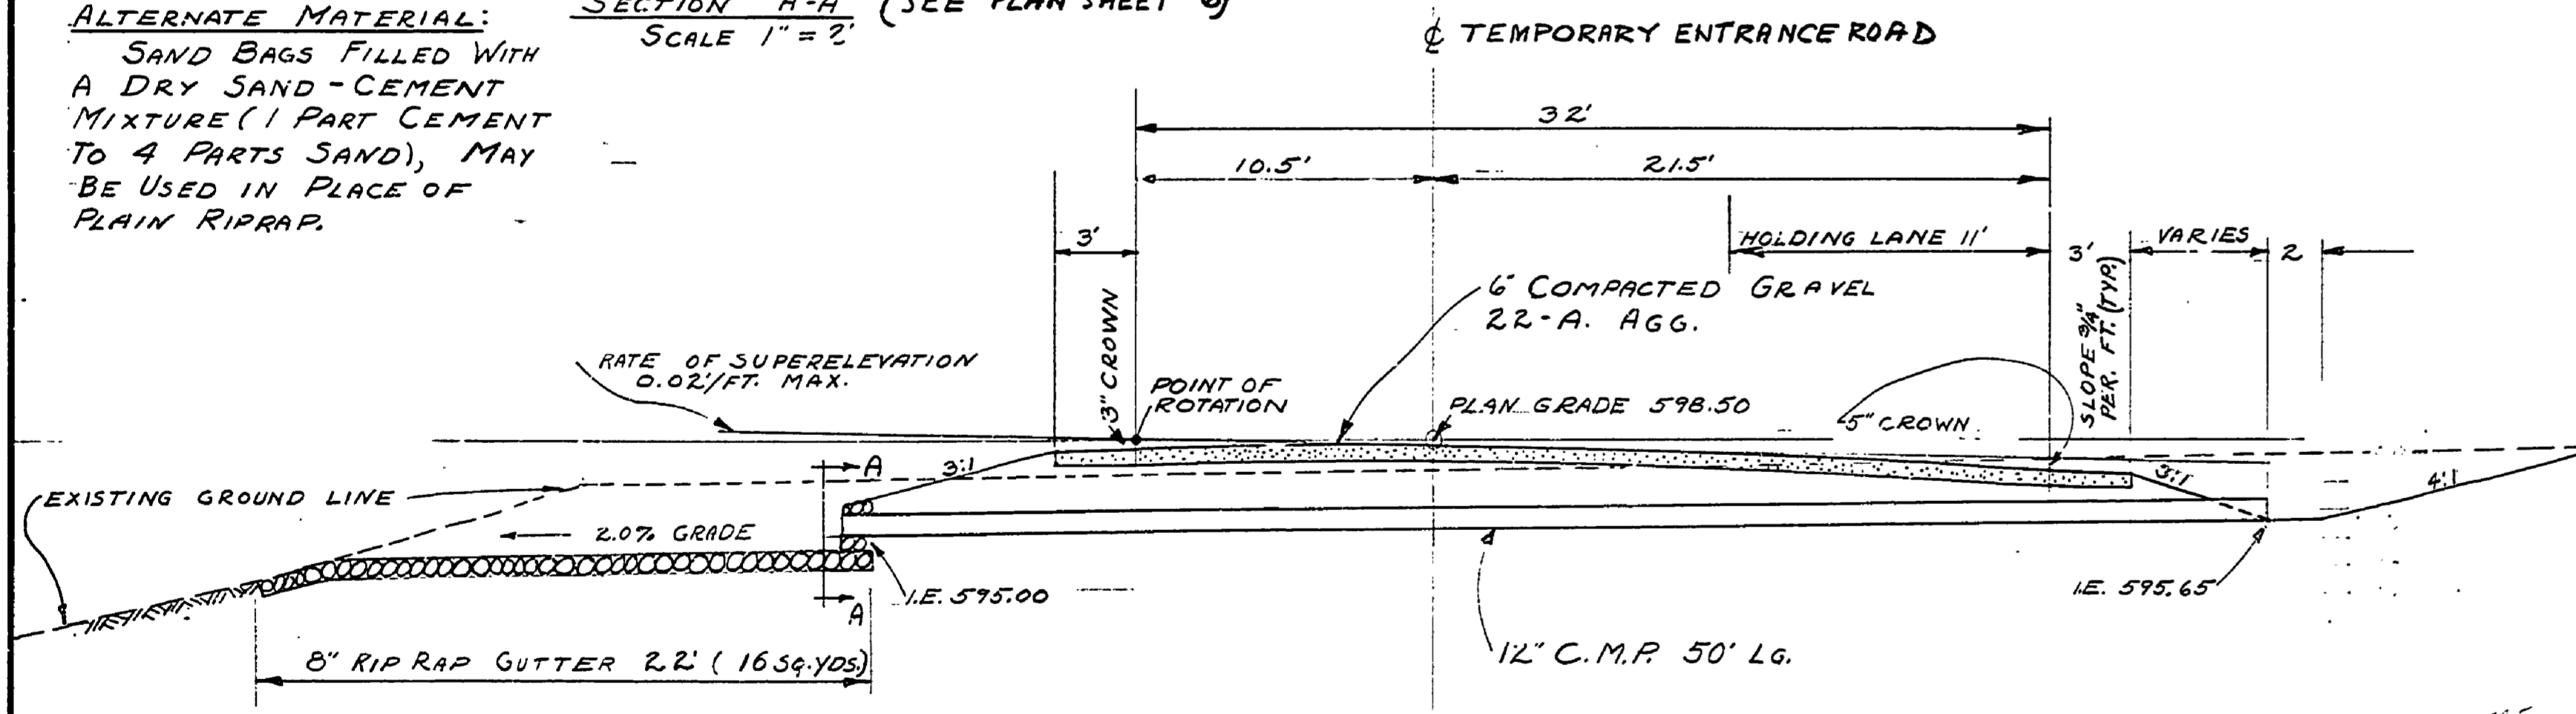 ALTERNATE MATERIAL:
SAND BAGS FILLED WITH
A DRY SAND-CEMENT
MIXTURE (1 PART CEMENT
TO 4 PARTS SAND), MAY
BE USED IN PLACE OF
PLAIN RIPRAP.
SECTION A-A (SEE PLAN SHEET
SCALE 1"=2'
℄ TEMPORARY ENTRANCE ROAD
32'
10.5'
21.5'
3'
HOLDING LANE 11'
3'
VARIES
2
6" COMPACTED GRAVEL
22-A. AGG.
SLOPE 3/4"
PER. FT. (TYP.)
3" CROWN
RATE OF SUPERELEVATION
0.02'/FT. MAX.
POINT OF
ROTATION
PLAN GRADE 598.50
5" CROWN
A
3:1
3:1
4:1
EXISTING GROUND LINE
2.0% GRADE
I.E. 595.00
I.E. 595.65
A
8" RIP RAP GUTTER 22' (16 SQ.YDS.)
12" C.M.P. 50' LG.